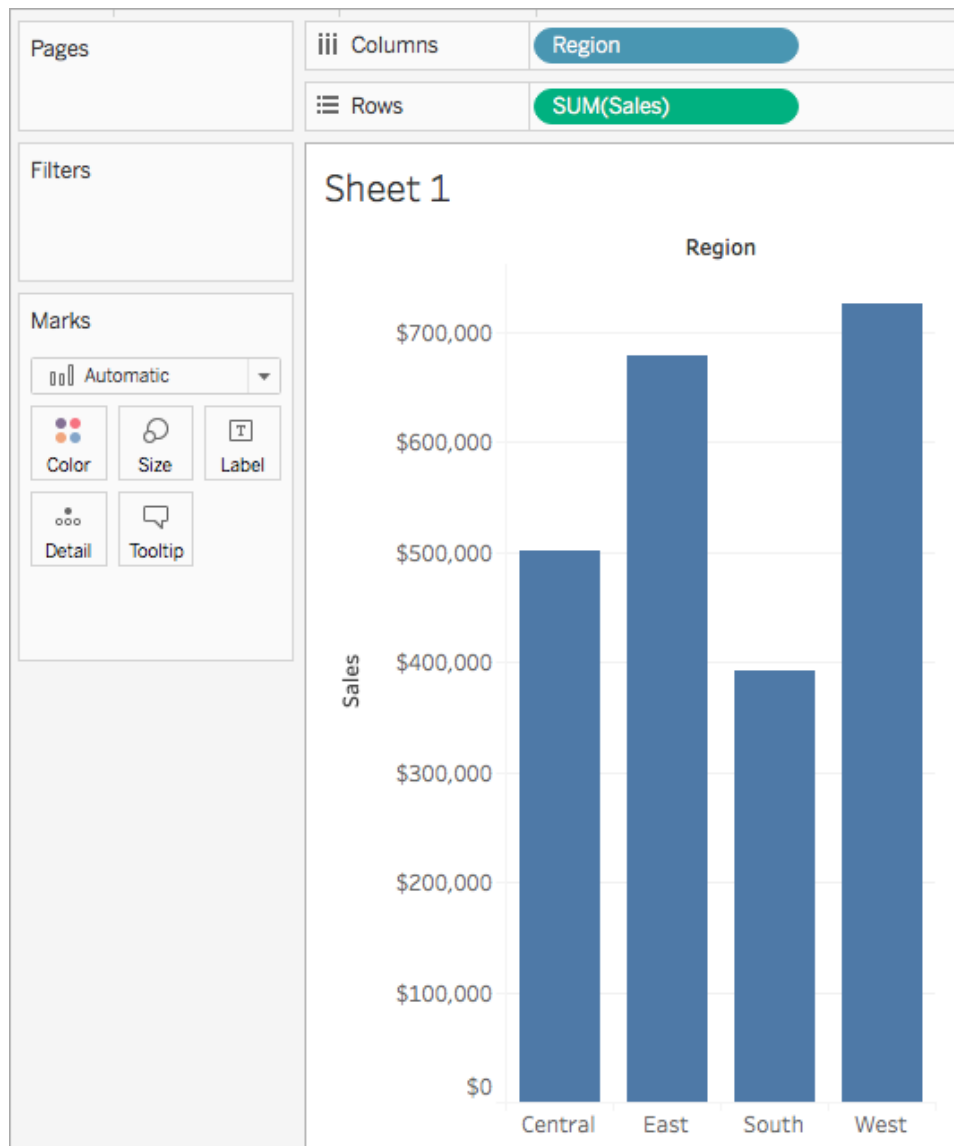 Pages
Columns
Region
Rows
SUM(Sales)
Filters
Marks
Automatic
Color
Size
T
Label
Detail
Tooltip
Sheet 1
Region
Sales
$700,000
$600,000
$500,000
$400,000
$300,000
$200,000
$100,000
$0
Central
East
South
West